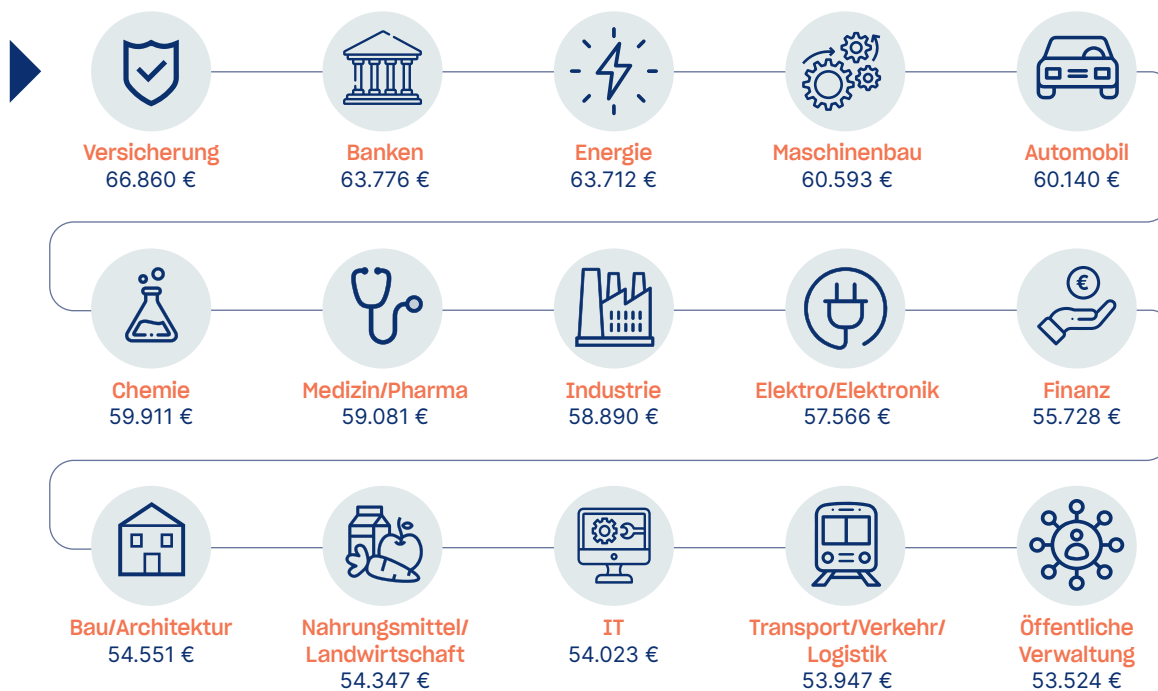 Versicherung
66.860 €
Banken
63.776 €
Energie
63.712 €
Maschinenbau
60.593 €
Automobil
60.140 €
Chemie
59.911 €
Medizin/Pharma
59.081 €
Industrie
58.890 €
Elektro/Elektronik
57.566 €
€
Finanz
55.728 €
Bau/Architektur
54.551 €
Nahrungsmittel/
Landwirtschaft
54.347 €
IT
54.023 €
Transport/Verkehr/
Logistik
53.947 €
Öffentliche
Verwaltung
53.524 €